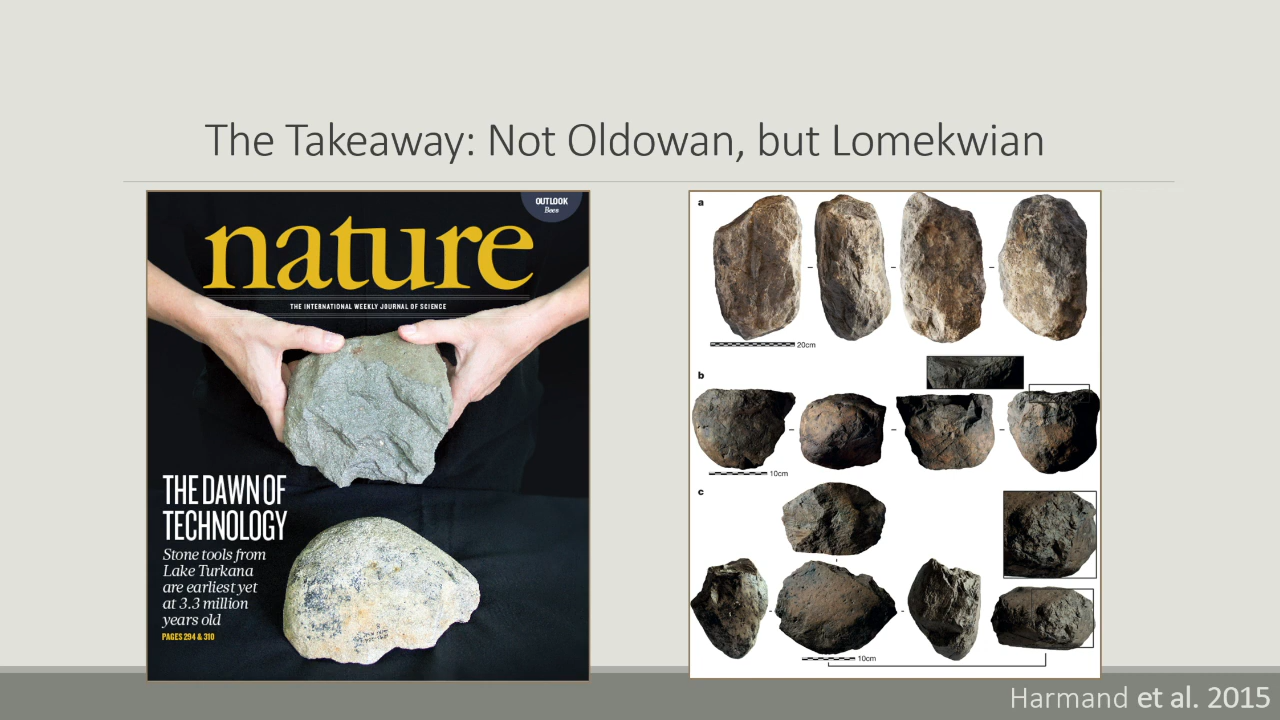 The Takeaway: Not Oldowan, but Lomekwian
OUTLOOK
Bees
nature
THE INTERNATIONAL WEEKLY JOURNAL OF SCIENCE
THE DAWN OF
TECHNOLOGY
Stone tools from
Lake Turkana
are earliest yet
at 3.3 million
years old
PAGES 294 & 310
a
20cm
b
10cm
c
10cm
Harmand et al. 2015